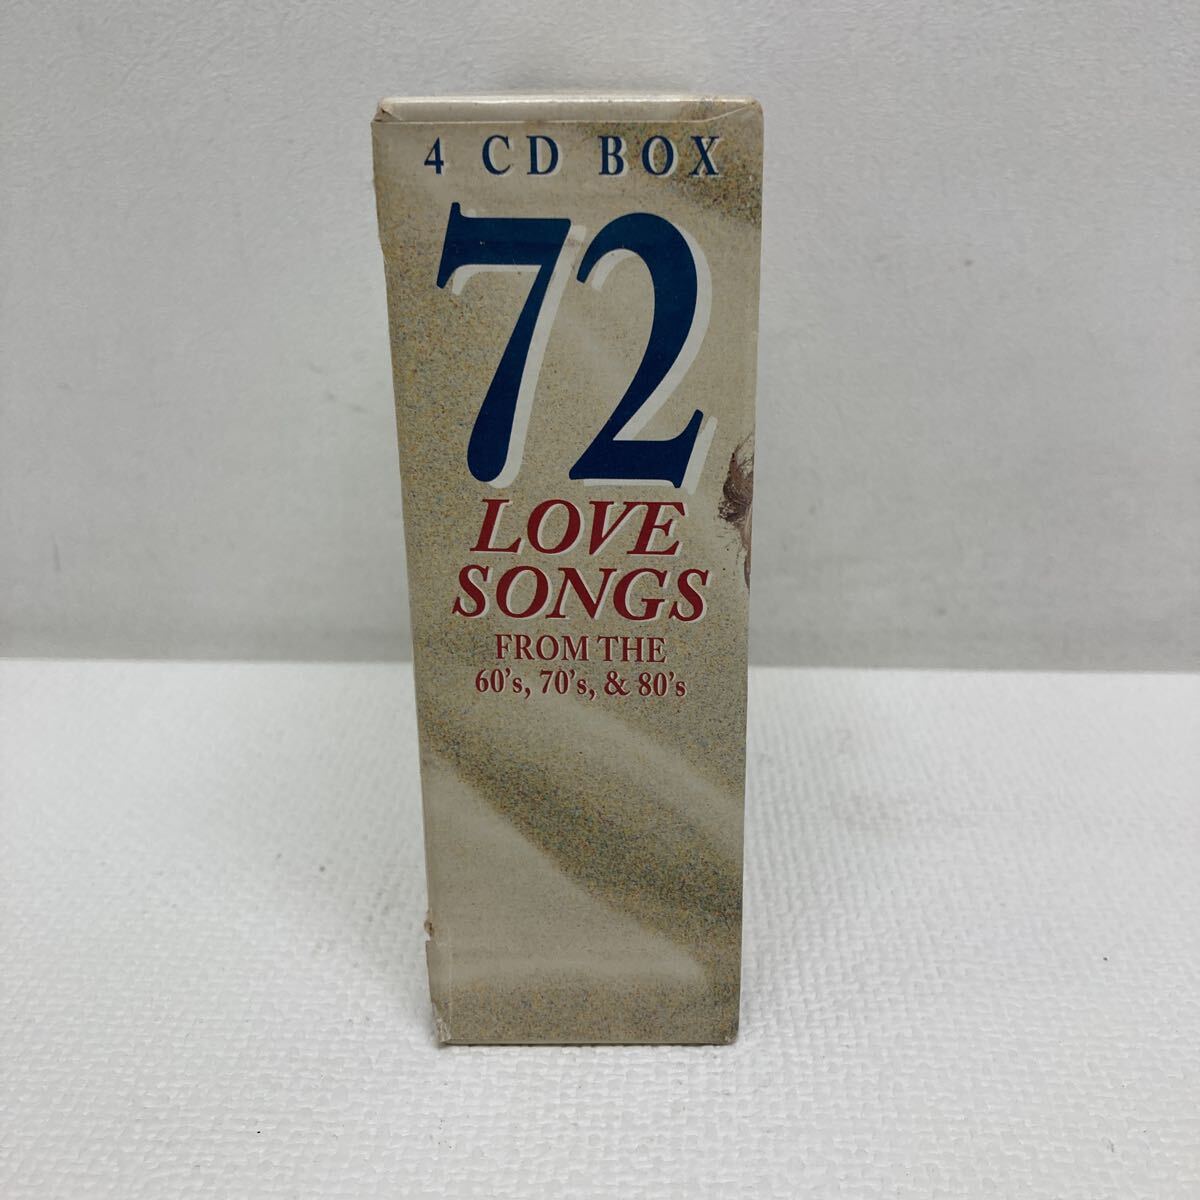 4 CD BOX
72
LOVE
SONGS
FROM THE
60's, 70's, & 80's